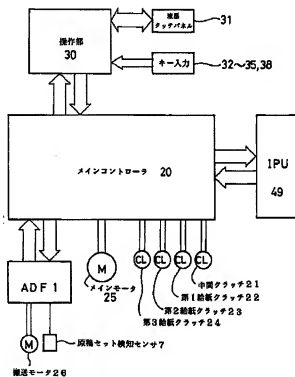 操作部
30
液晶
タッチパネル
31
キー入力
32~35,38
メインコントローラ 20
IPU
49
ADF1
M
メインモータ
25
CL
CL
CL
CL
中間クラッチ21
第1給紙クラッチ22
第2給紙クラッチ23
第3給紙クラッチ24
原稿セット検知センサ7
M
搬送モータ26